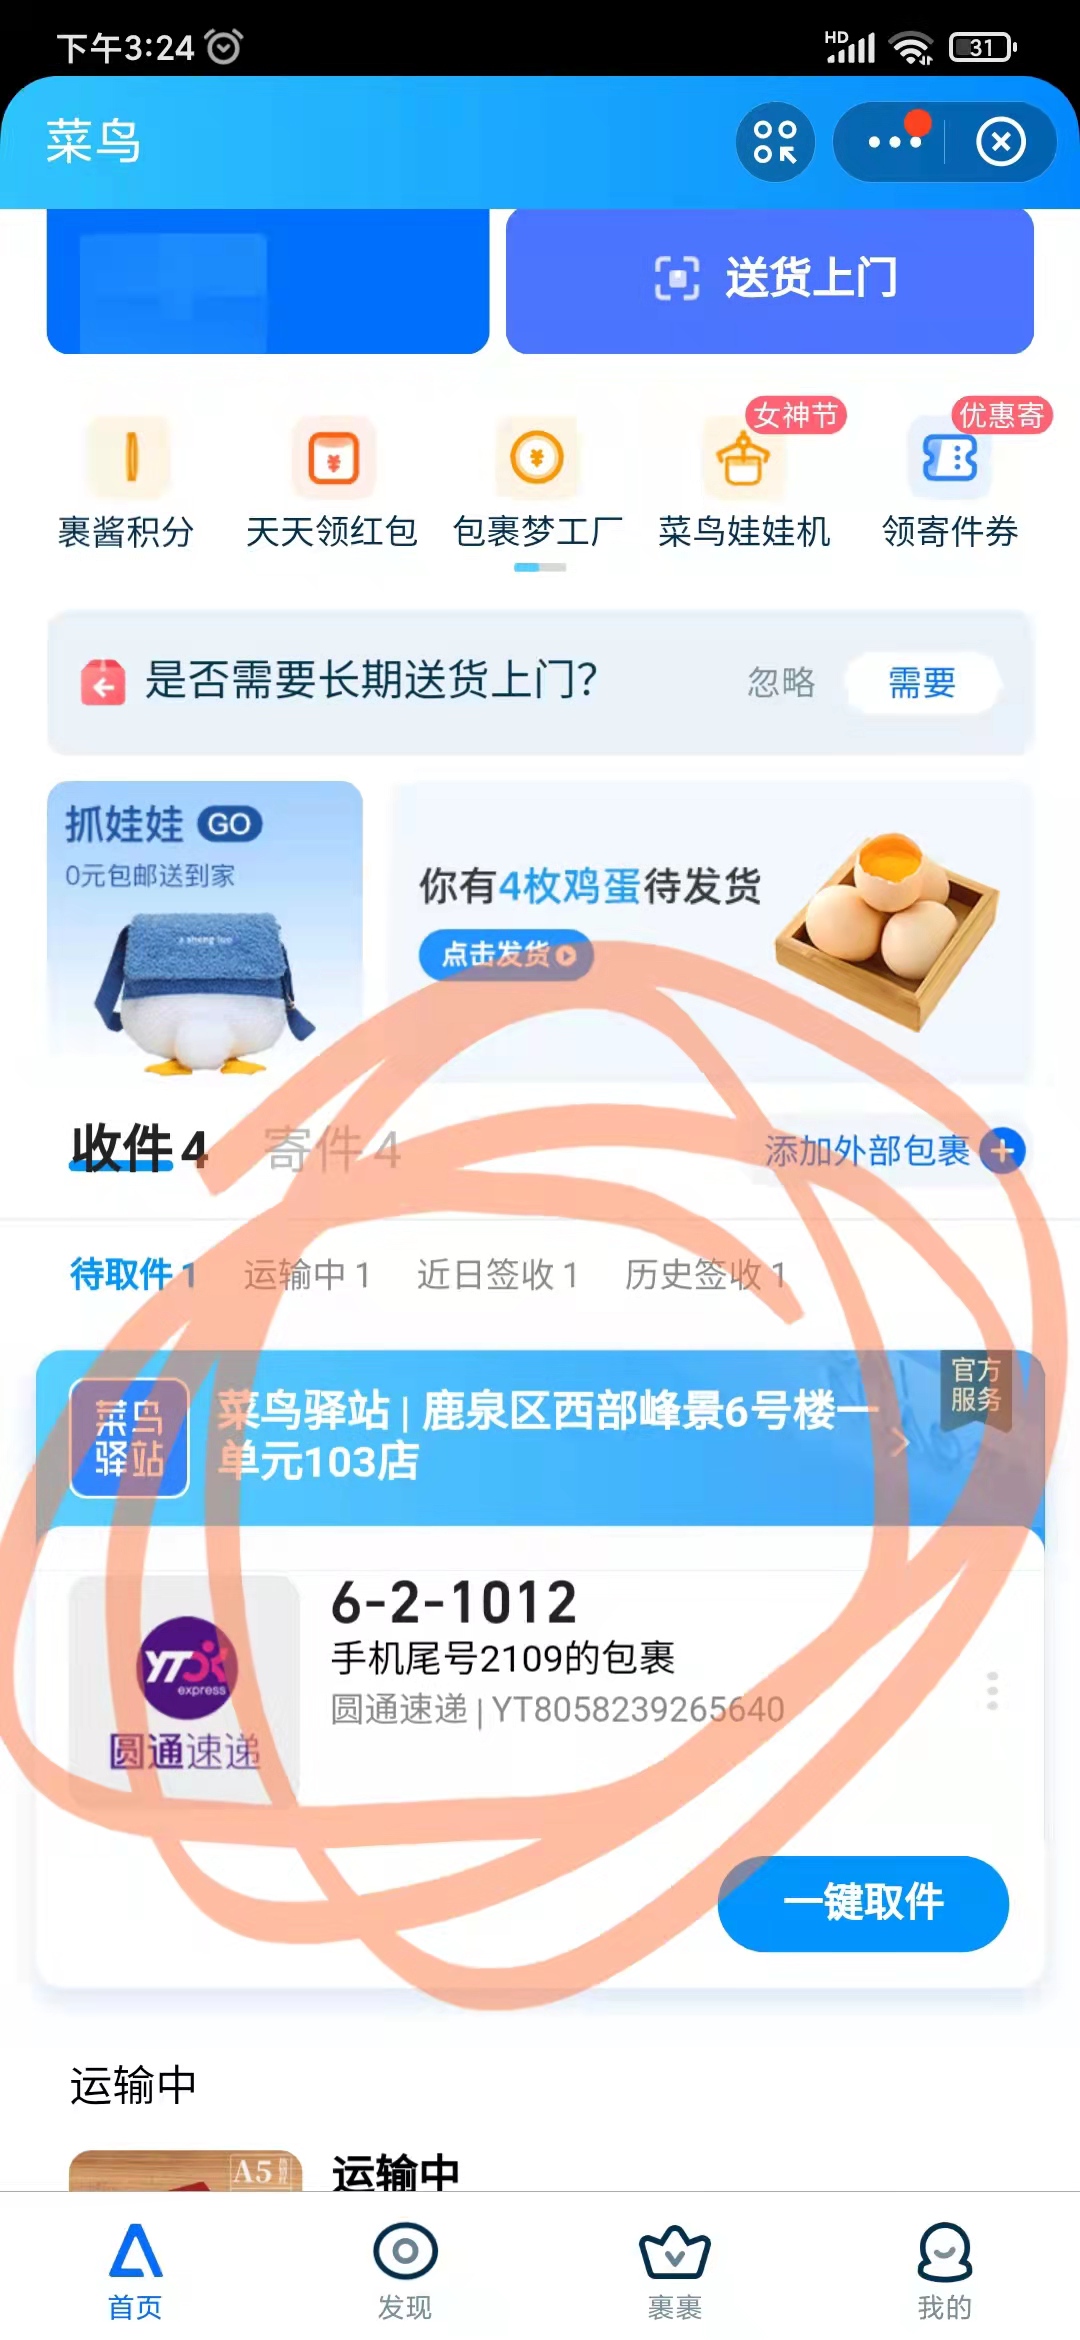 下午3:24
HD
31
菜鸟
送货上门
女神节
优惠寄
裹酱积分
天天领红包
包裹梦工厂
菜鸟娃娃机
领寄件券
是否需要长期送货上门?
忽略
需要
抓娃娃 GO
0元包邮送到家
a sheng luo
你有4枚鸡蛋待发货
点击发货
收件 4
寄件 4
添加外部包裹
待取件 1
运输中 1
近日签收 1
历史签收 1
菜鸟
驿站
菜鸟驿站 | 鹿泉区西部峰景6号楼一
单元103店
官方
服务
YTO
express
圆通速递
6-2-1012
手机尾号2109的包裹
圆通速递 | YT8058239265640
一键取件
运输中
A5
运输中
首页
发现
裹裹
我的